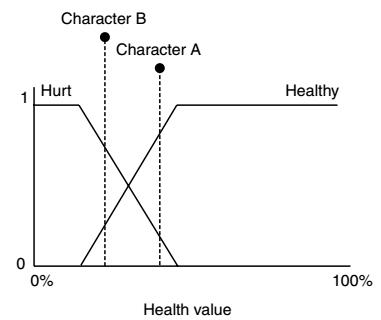 Character B
Character A
1
Hurt
Healthy
0
0%
100%
Health value